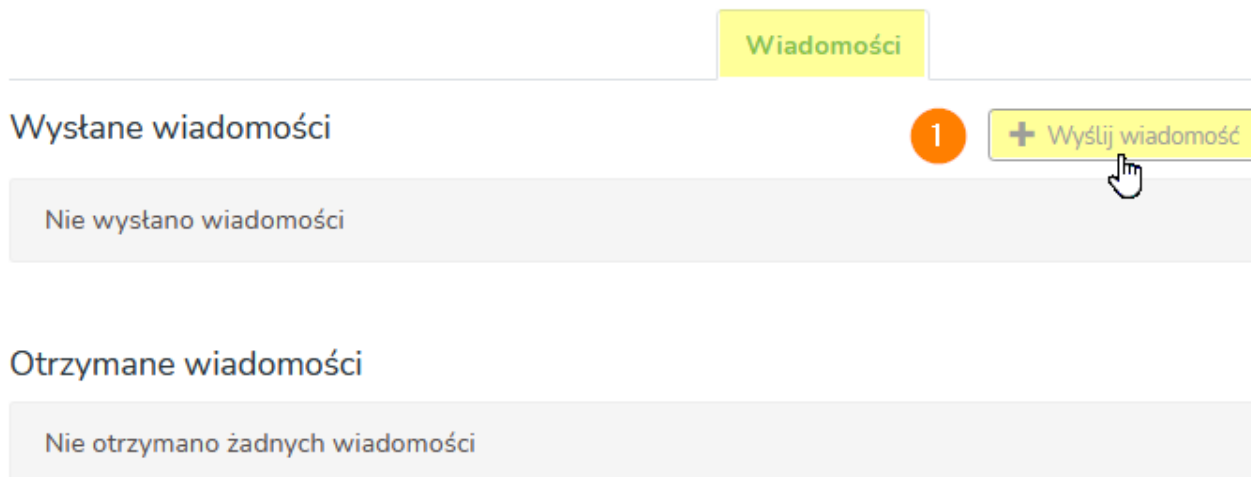 Wiadomości
Wysłane wiadomości
1
Wyślij wiadomość
Nie wysłano wiadomości
Otrzymane wiadomości
Nie otrzymano żadnych wiadomości